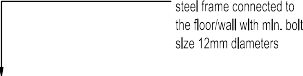 steel frame connected to
the floor/wall with min. bolt
size 12mm diameters